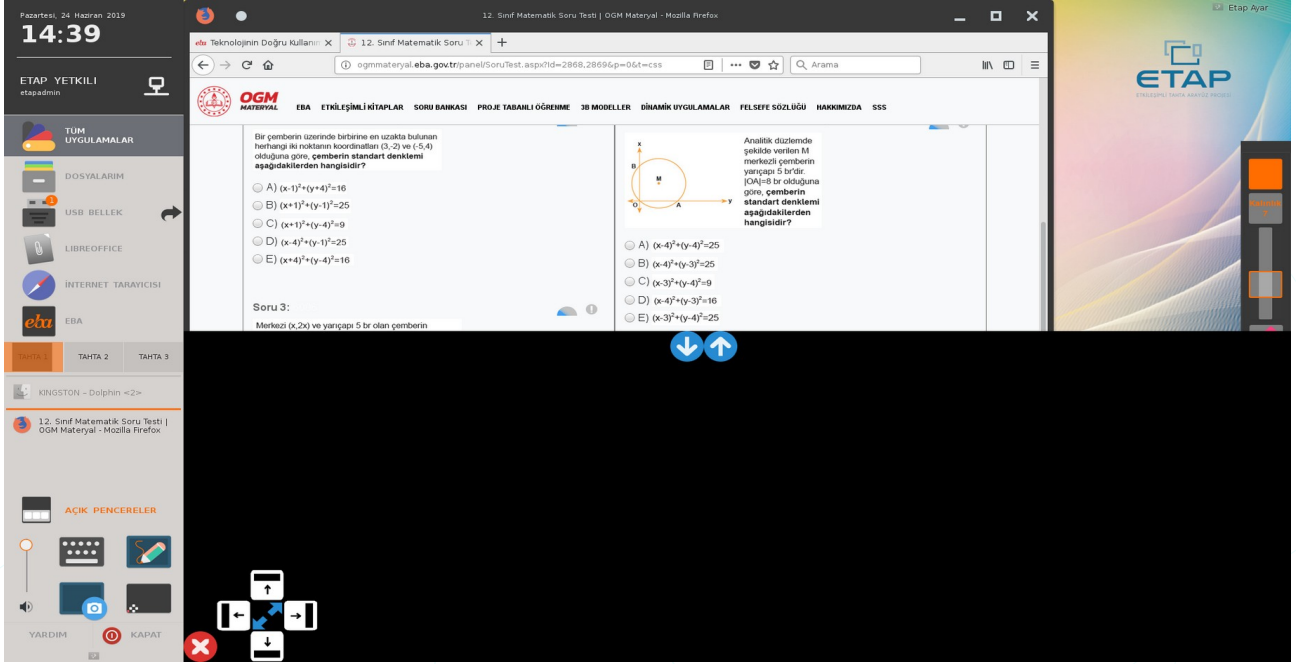 Pazartesi, 24 Haziran 2019
14:39
ETAP YETKILI
etapadmin
TÜM
UYGULAMALAR
DOSYALARIM
1
USB BELLEK
LIBREOFFICE
İNTERNET TARAYICISI
eba
EBA
TAHTA 1 TAHTA 2 TAHTA 3
KINGSTON – Dolphin <2>
12. Sınıf Matematik Soru Testi |
OGM Materyal - Mozilla Firefox
AÇIK PENCERELER
YARDIM KAPAT
12. Sınıf Matematik Soru Testi | OGM Materyal - Mozilla Firefox
eba Teknolojinin Doğru Kullanım
12. Sınıf Matematik Soru T
ogmmateryal.eba.gov.tr/panel/SoruTest.aspx?Id=2868,2869&p=0&t=css
Arama
OGM
MATERYAL
EBA ETKİLEŞİMLİ KİTAPLAR SORU BANKASI PROJE TABANLI ÖĞRENME 3B MODELLER DİNAMİK UYGULAMALAR FELSEFE SÖZLÜĞÜ HAKKIMIZDA SSS
Bir çemberin üzerinde birbirine en uzakta bulunan
herhangi iki noktanın koordinatları (3,-2) ve (-5,4)
olduğuna göre, çemberin standart denklemi
aşağıdakilerden hangisidir?
A) (x-1)²+(y+4)²=16
B) (x+1)²+(y-1)²=25
C) (x+1)²+(y-4)²=9
D) (x-4)²+(y-1)²=25
E) (x+4)²+(y-4)²=16
Soru 3:
Merkezi (x,2x) ve yarıçapı 5 br olan çemberin
x
B
M
O
A
y
Analitik düzlemde
şekilde verilen M
merkezli çemberin
yarıçapı 5 br'dir.
|OA|=8 br olduğuna
göre, çemberin
standart denklemi
aşağıdakilerden
hangisidir?
A) (x-4)²+(y-4)²=25
B) (x-4)²+(y-3)²=25
C) (x-3)²+(y-4)²=9
D) (x-4)²+(y-3)²=16
E) (x-3)²+(y-4)²=25
Etap Ayar
ETAP